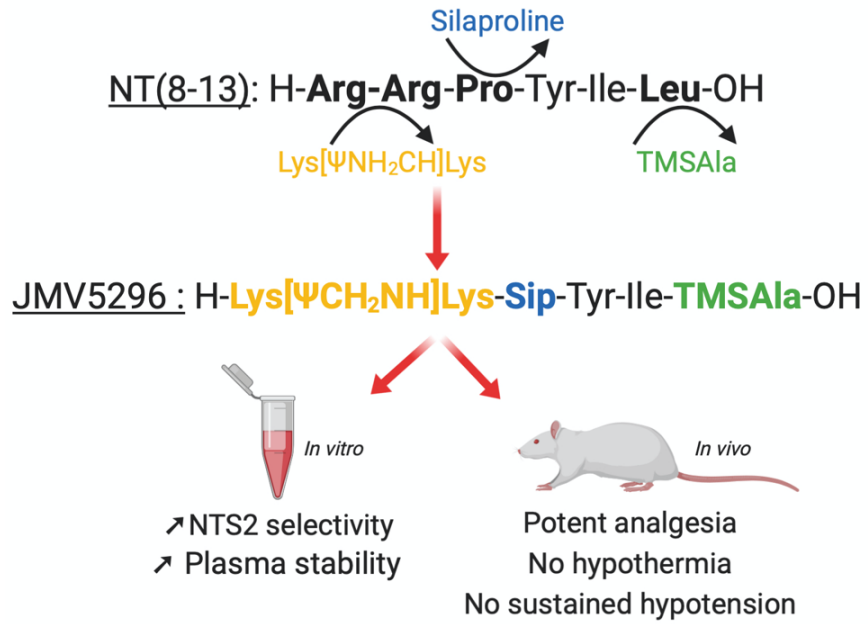 Silaproline
NT(8-13): H-Arg-Arg-Pro-Tyr-Ile-Leu-OH
Lys[ΨNH₂CH]Lys
TMSAla
JMV5296 : H-Lys[ΨCH₂NH]Lys-Sip-Tyr-Ile-TMSAla-OH
In vitro
In vivo
↗NTS2 selectivity
↗ Plasma stability
Potent analgesia
No hypothermia
No sustained hypotension